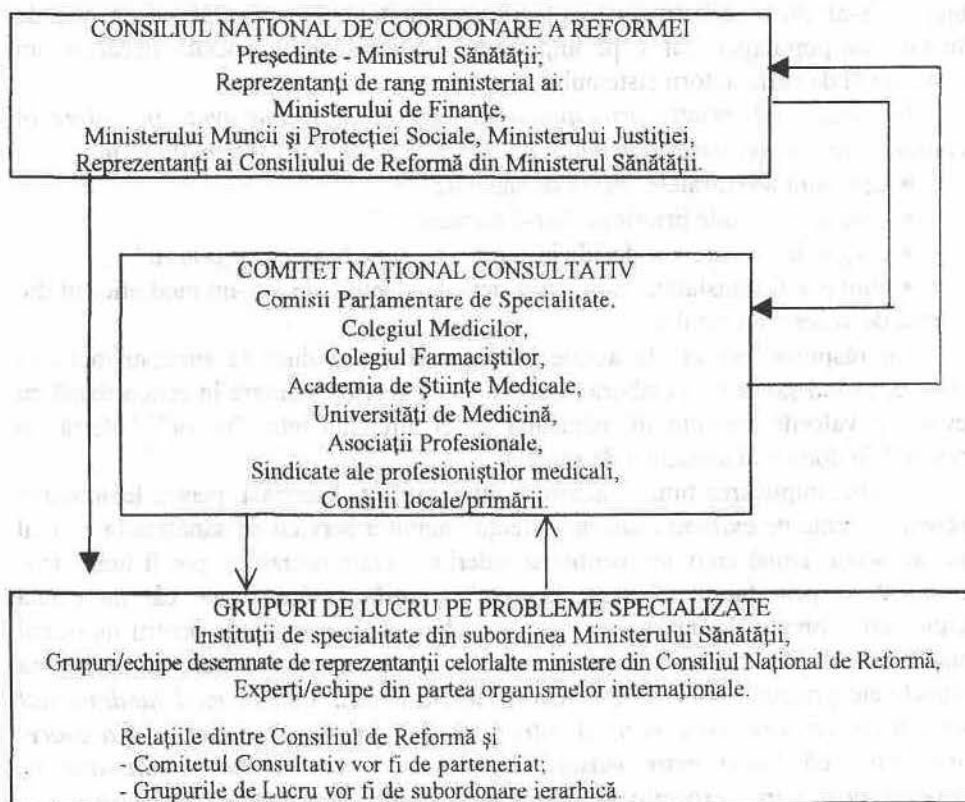 CONSILIUL NAȚIONAL DE COORDONARE A REFORMEI
Președinte - Ministrul Sănătății;
Reprezentanți de rang ministerial ai:
Ministerului de Finanțe,
Ministerului Muncii și Protecției Sociale, Ministerului Justiției,
Reprezentanți ai Consiliului de Reformă din Ministerul Sănătății.
COMITET NAȚIONAL CONSULTATIV
Comisii Parlamentare de Specialitate,
Colegiul Medicilor,
Colegiul Farmaciștilor,
Academia de Științe Medicale,
Universități de Medicină,
Asociații Profesionale,
Sindicate ale profesioniștilor medicali,
Consilii locale/primării.
GRUPURI DE LUCRU PE PROBLEME SPECIALIZATE
Instituții de specialitate din subordinea Ministerului Sănătății,
Grupuri/echipe desemnate de reprezentanții celorlalte ministere din Consiliul Național de Reformă,
Experți/echipe din partea organismelor internaționale.
Relațiile dintre Consiliul de Reformă și
- Comitetul Consultativ vor fi de parteneriat;
- Grupurile de Lucru vor fi de subordonare ierarhică